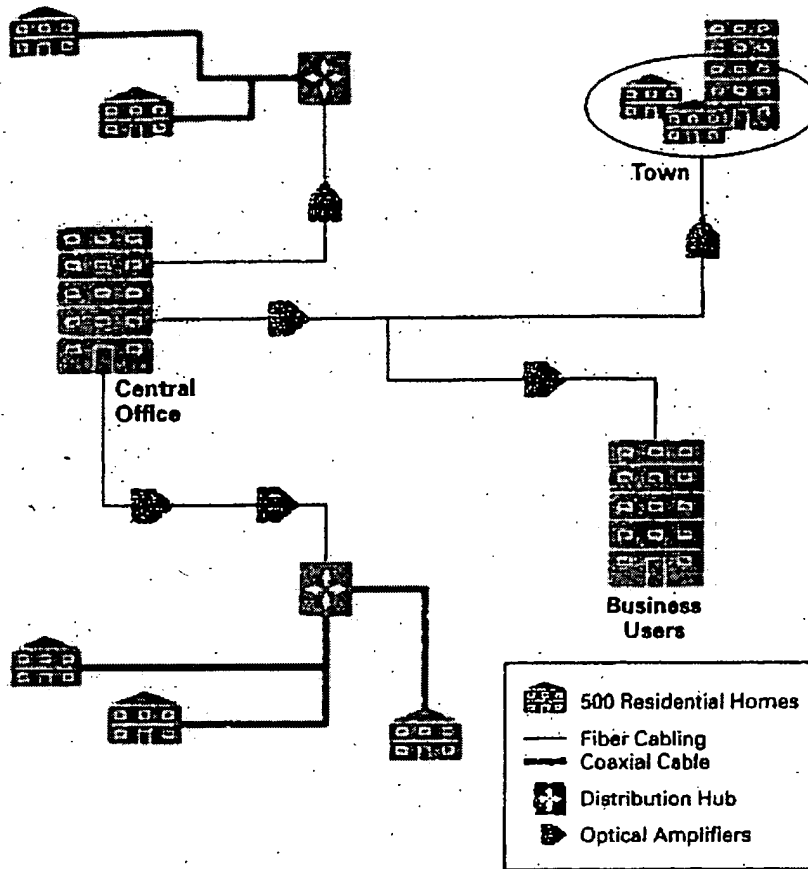 Town
Central
Office
Business
Users
500 Residential Homes
Fiber Cabling
Coaxial Cable
Distribution Hub
Optical Amplifiers